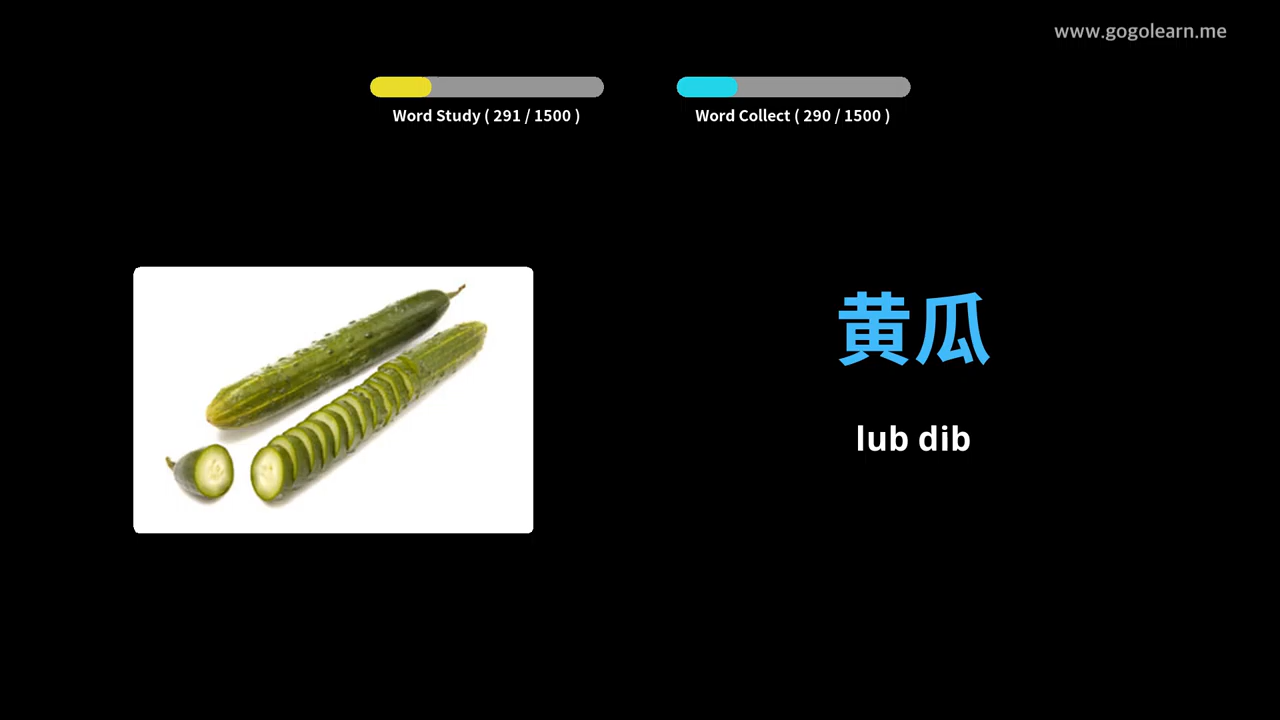 www.gogolearn.me
Word Study ( 291 / 1500 )
Word Collect ( 290 / 1500 )
黄瓜
lub dib